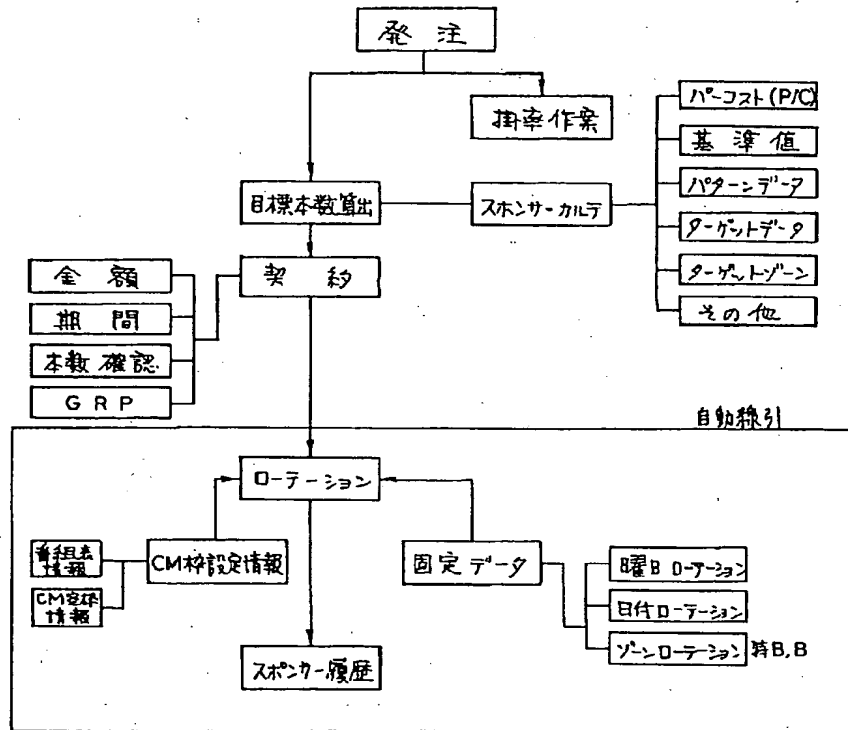 発注
掛率作案
パーコスト(P/C)
基準値
パターンデータ
ターゲットデータ
ターゲットゾーン
その他
目標本数算出
スポンサーカルテ
契約
金額
期間
本数確認
GRP
自動線引
ローテーション
番組表
情報
CM空枠
情報
CM枠設定情報
固定データ
日曜B ローテーション
日付ローテーション
ゾーンローテーション 特B,B
スポンサー履歴